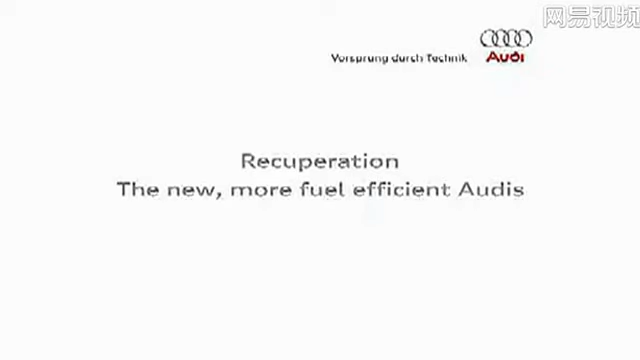 网易视频
Vorsprung durch Technik
Audi
Recuperation
The new, more fuel efficient Audis